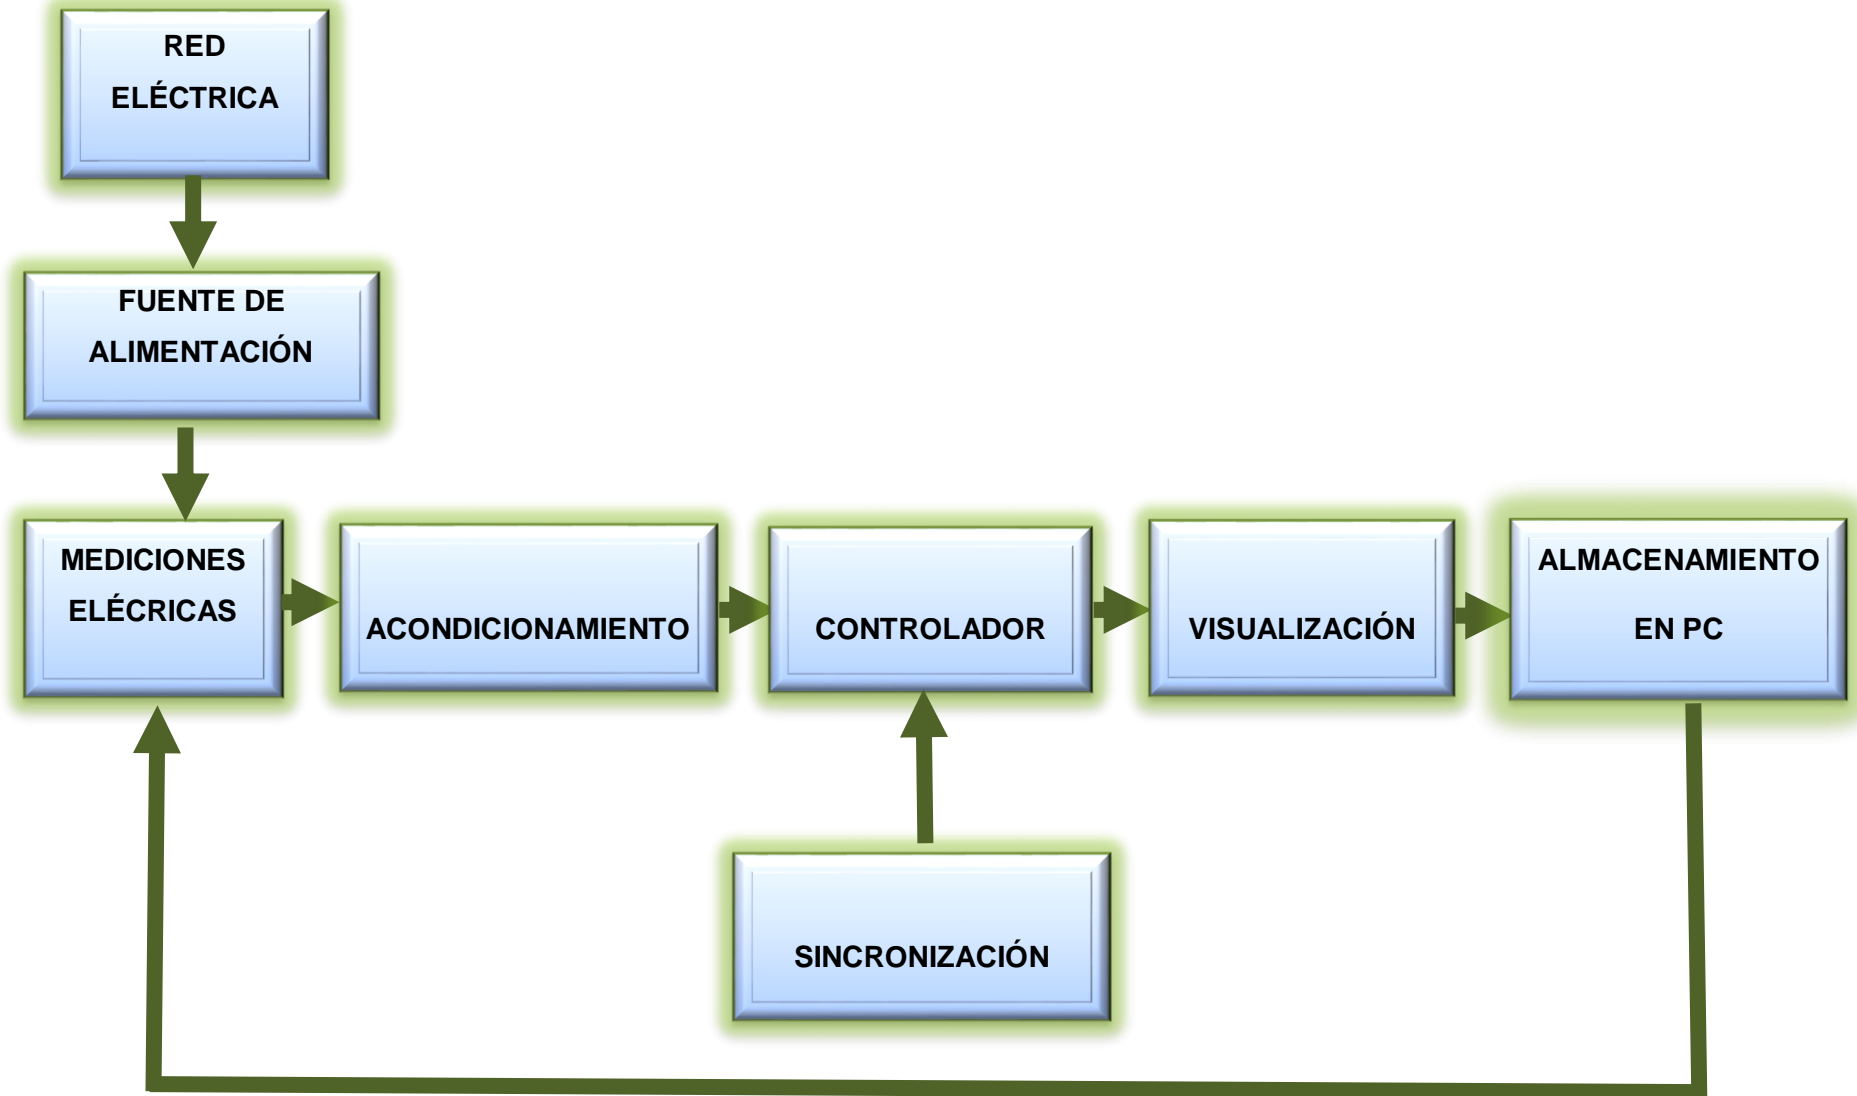 RED
ELÉCTRICA
FUENTE DE
ALIMENTACIÓN
MEDICIONES
ELÉCRICAS
ACONDICIONAMIENTO
CONTROLADOR
VISUALIZACIÓN
ALMACENAMIENTO
EN PC
SINCRONIZACIÓN